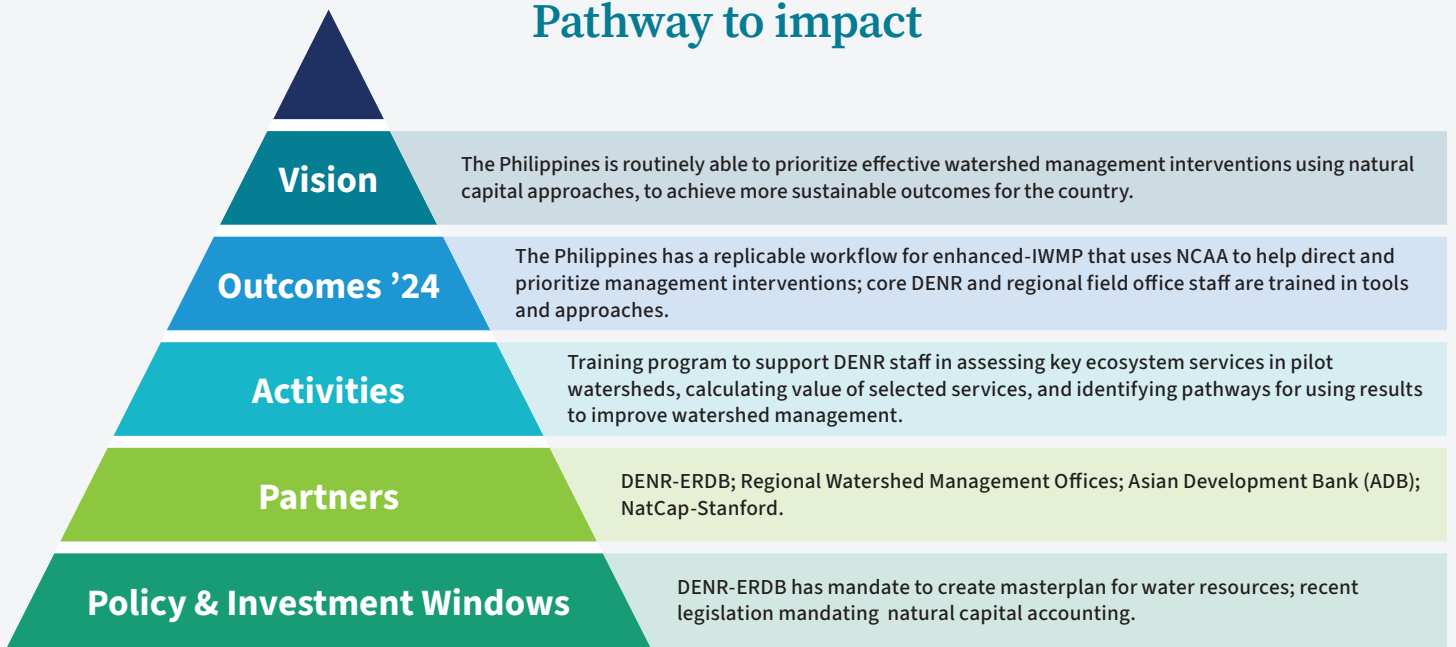 Pathway to impact
Vision
The Philippines is routinely able to prioritize effective watershed management interventions using natural
capital approaches, to achieve more sustainable outcomes for the country.
Outcomes ’24
The Philippines has a replicable workflow for enhanced-IWMP that uses NCAA to help direct and
prioritize management interventions; core DENR and regional field office staff are trained in tools
and approaches.
Activities
Training program to support DENR staff in assessing key ecosystem services in pilot
watersheds, calculating value of selected services, and identifying pathways for using results
to improve watershed management.
Partners
DENR-ERDB; Regional Watershed Management Offices; Asian Development Bank (ADB);
NatCap-Stanford.
Policy & Investment Windows
DENR-ERDB has mandate to create masterplan for water resources; recent
legislation mandating natural capital accounting.